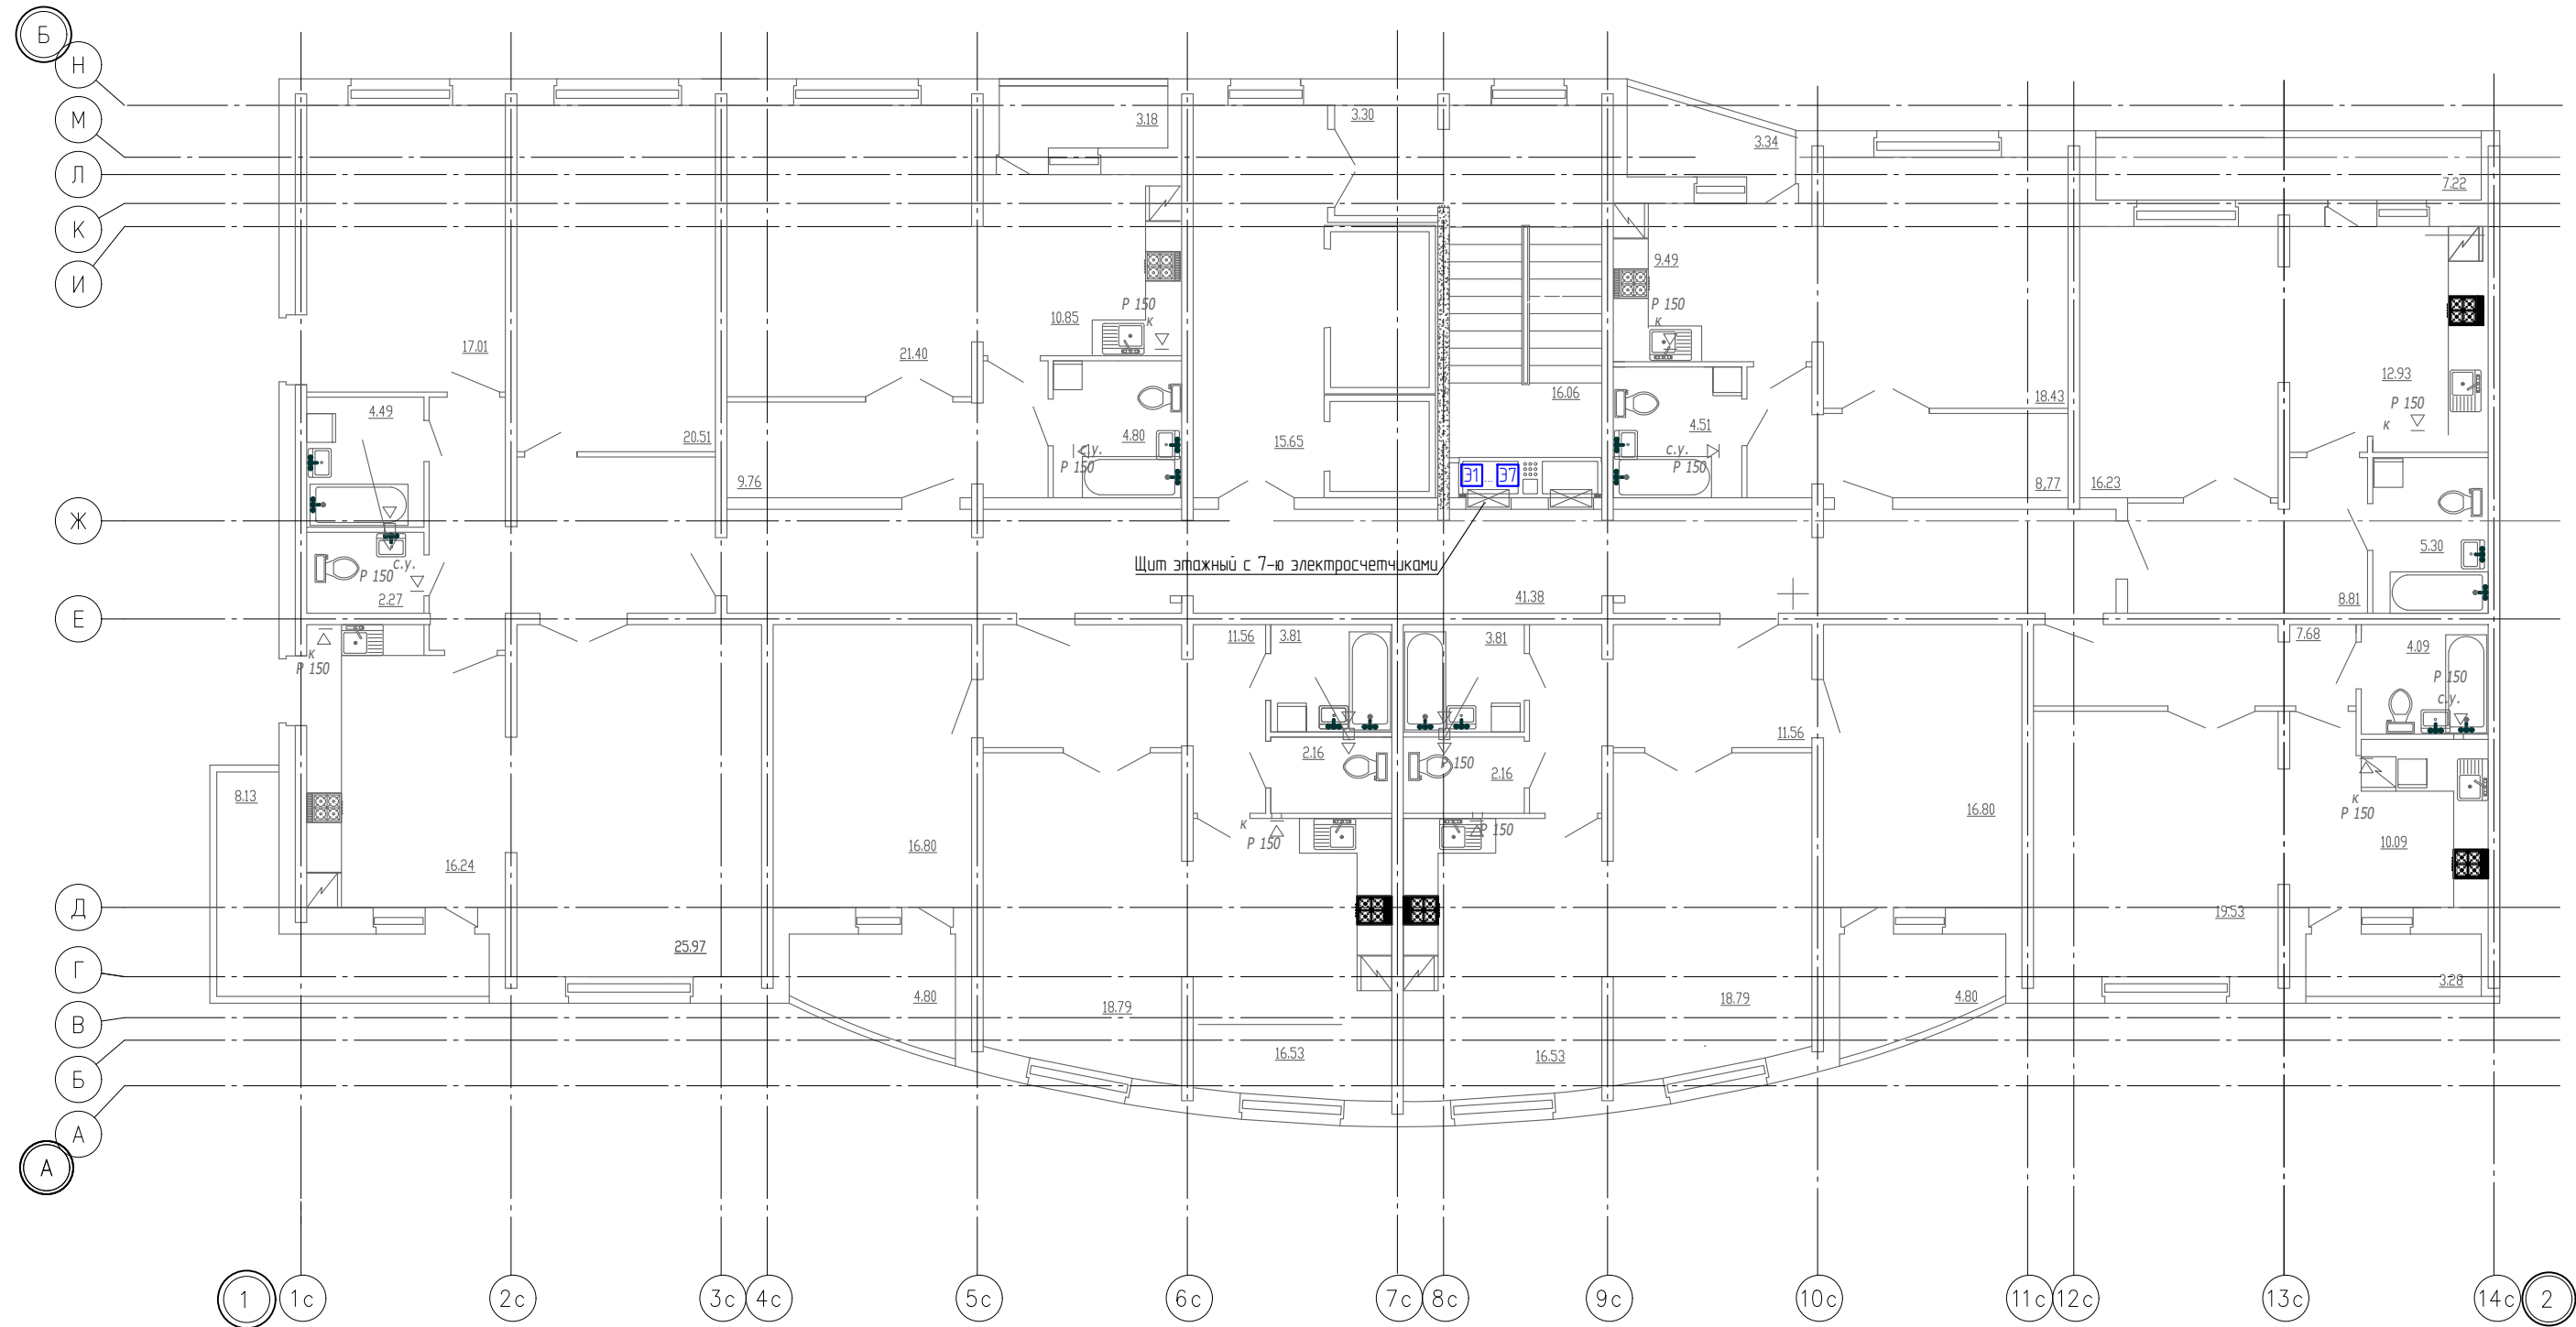 Б
Н
М
Л
К
И
Ж
Е
Д
Г
В
Б
А
А
3.18
3.30
3.34
7.22
9.49
Р 150
к
10.85
Р 150
к
17.01
21.40
12.93
Р 150
к
4.49
16.06
18.43
4.51
с.у.
Р 150
20.51
4.80
с.у.
Р 150
15.65
9.76
Э1 ... Э7
8,77
16.23
5.30
Щит этажный с 7-ю электросчетчиками
с.у.
Р 150
2.27
41.38
8.81
к
Р 150
11.56
3.81
3.81
7.68
4.09
Р 150
с.у.
2.16
Р 150
2.16
11.56
8.13
16.24
16.80
к
Р 150
Р 150
16.80
к
Р 150
10.09
25.97
19.53
4.80
18.79
18.79
4.80
3.28
16.53
16.53
1
1с
2с
3с
4с
5с
6с
7с
8с
9с
10с
11с
12с
13с
14с
2